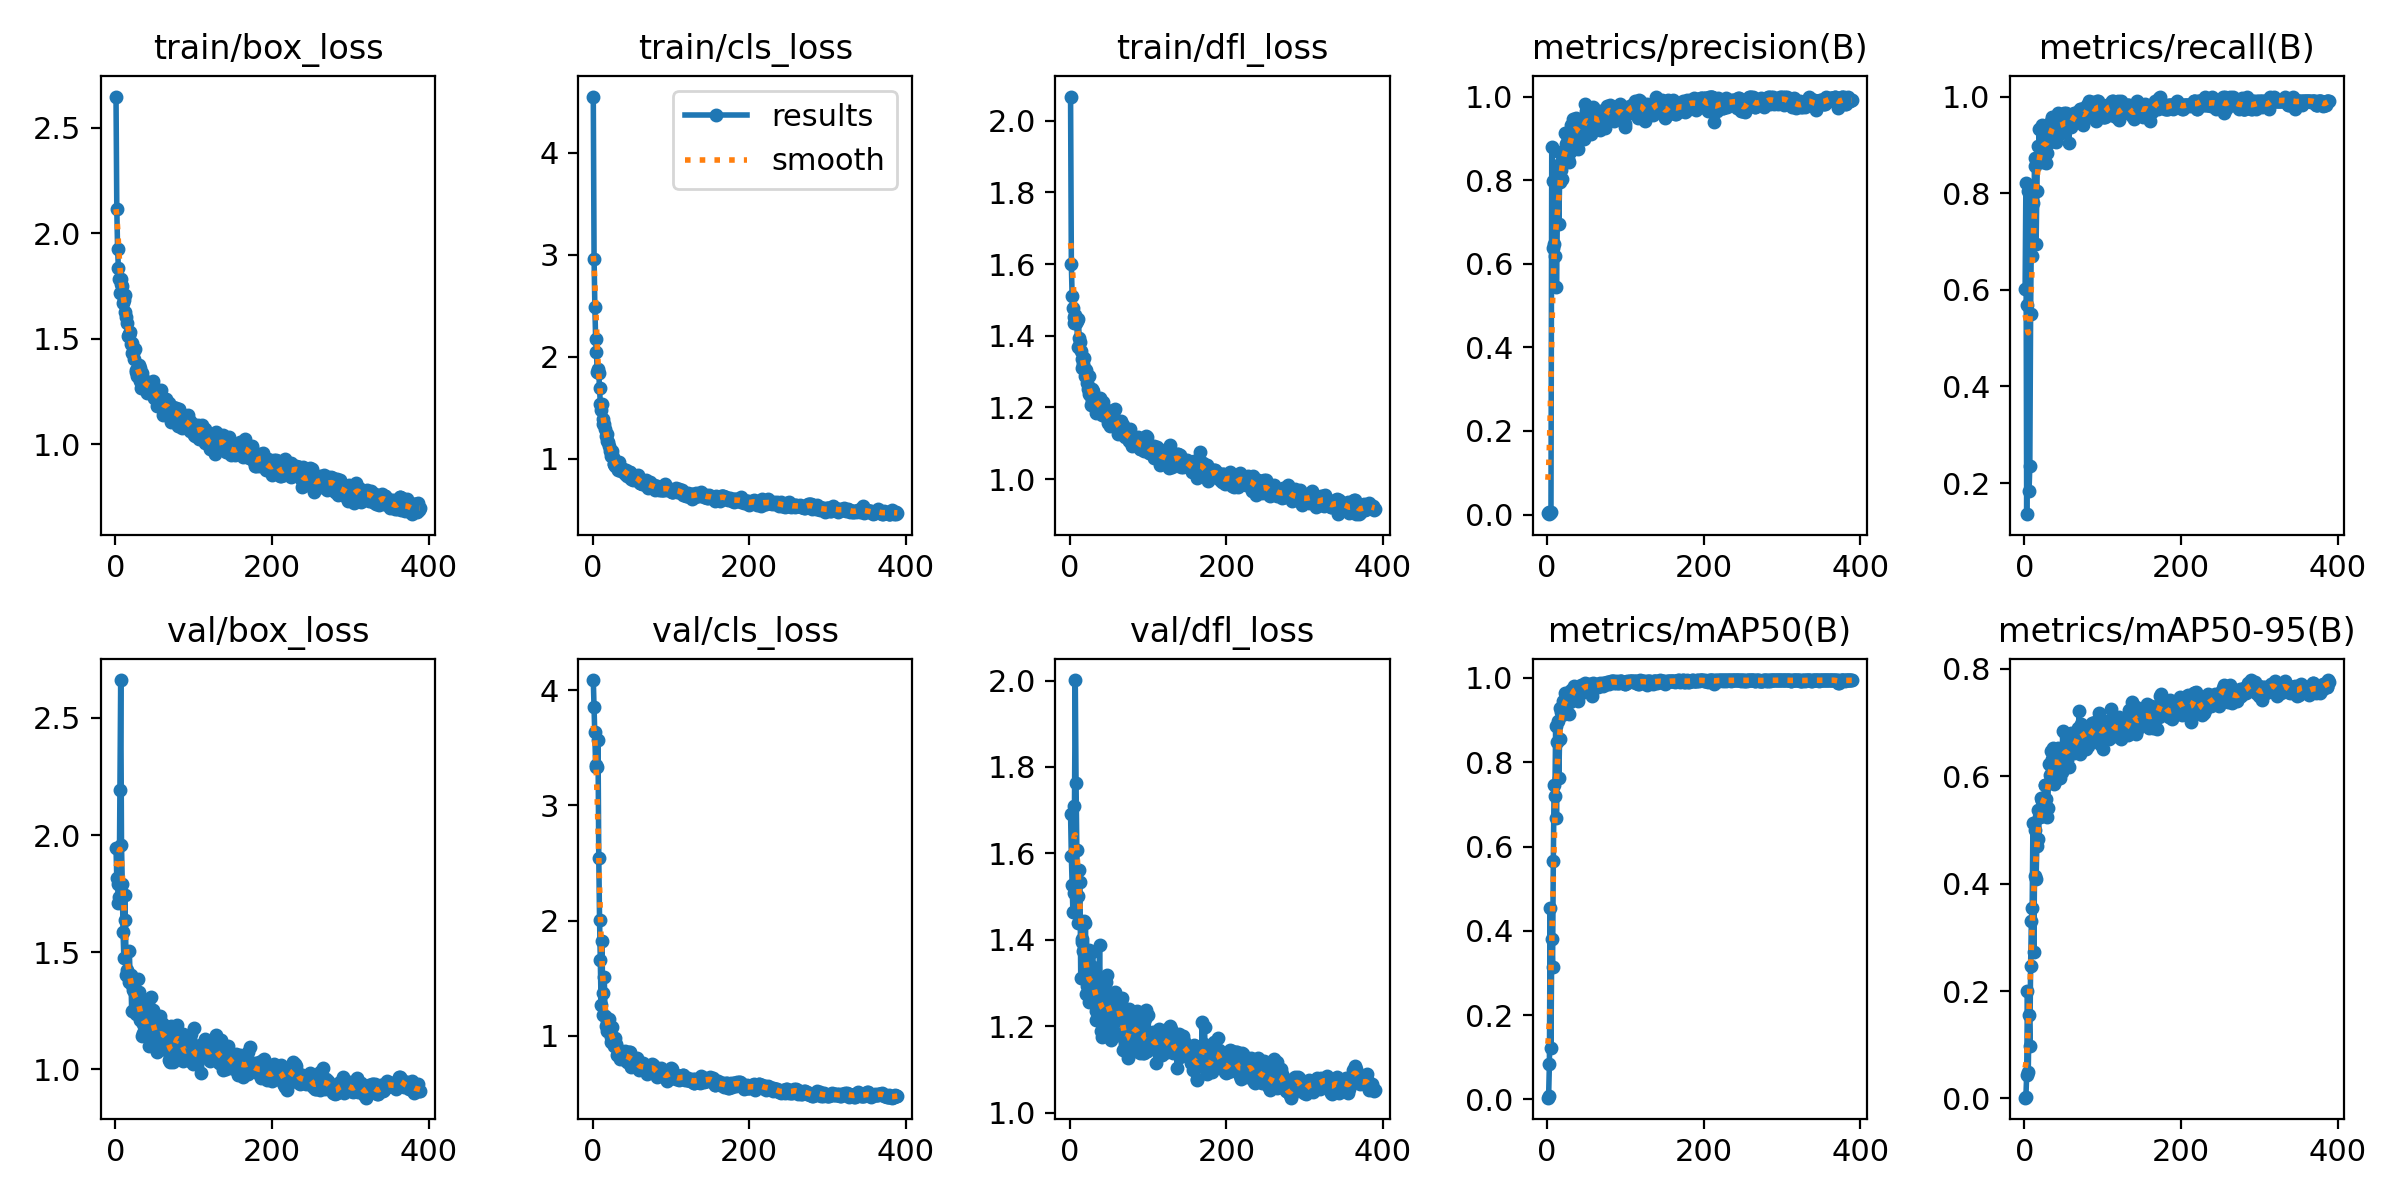 train/box_loss
train/cls_loss
train/dfl_loss
metrics/precision(B)
metrics/recall(B)
results
smooth
2.5
2.0
1.5
1.0
0 200 400
4
3
2
1
0 200 400
2.0
1.8
1.6
1.4
1.2
1.0
0 200 400
1.0
0.8
0.6
0.4
0.2
0.0
0 200 400
1.0
0.8
0.6
0.4
0.2
0 200 400
val/box_loss
val/cls_loss
val/dfl_loss
metrics/mAP50(B)
metrics/mAP50-95(B)
2.5
2.0
1.5
1.0
0 200 400
4
3
2
1
0 200 400
2.0
1.8
1.6
1.4
1.2
1.0
0 200 400
1.0
0.8
0.6
0.4
0.2
0.0
0 200 400
0.8
0.6
0.4
0.2
0.0
0 200 400